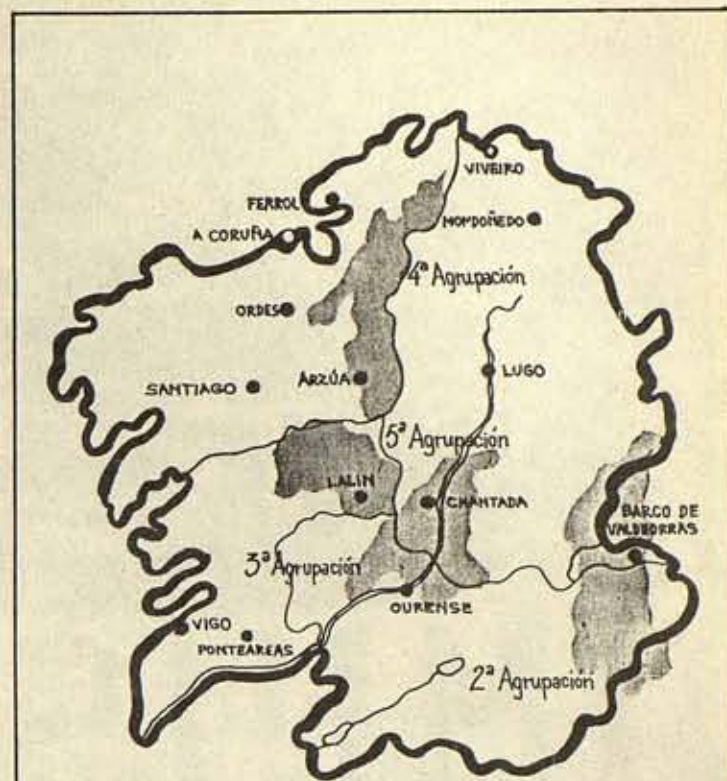 VIVEIRO
FERROL
MONDOÑEDO
A CORUÑA
4ª Agrupación
ORDES
LUGO
ARZÚA
SANTIAGO
5ª Agrupación
LALÍN
CHANTADA
BARCO DE
VALDEORRAS
3ª Agrupación
OURENSE
VIGO
PONTEAREAS
2ª Agrupación